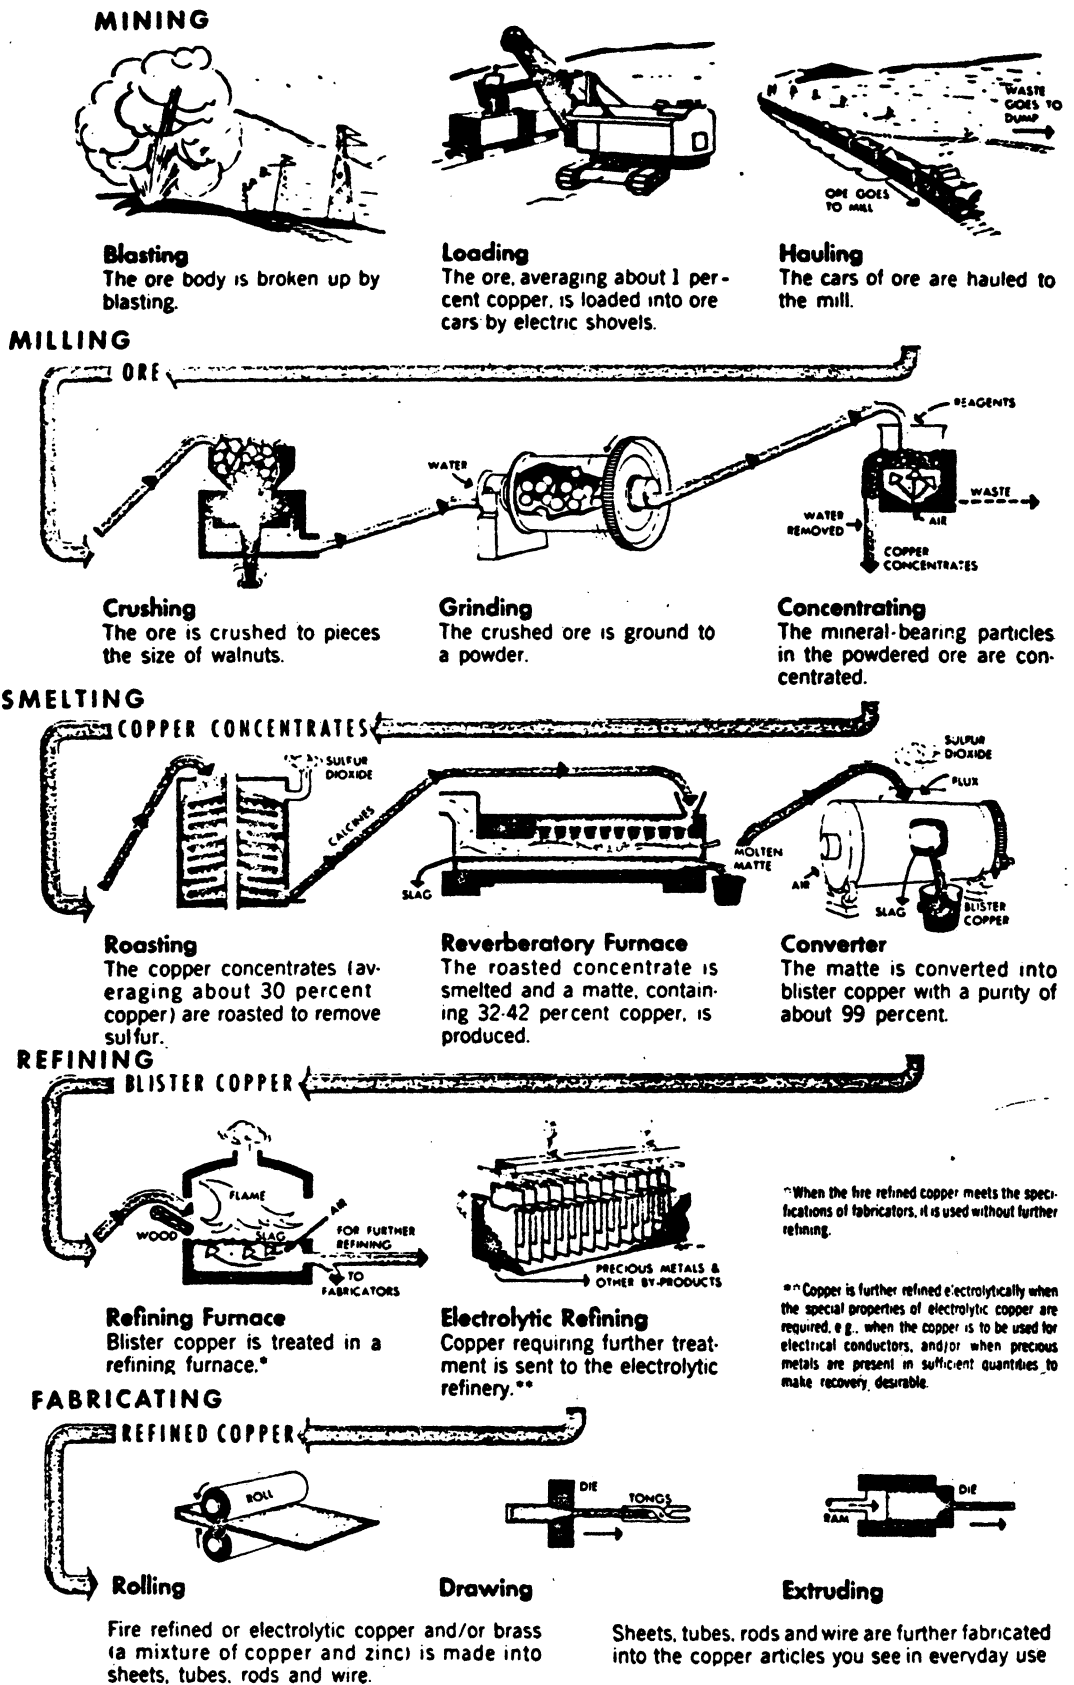 MINING
WASTE
GOES TO
DUMP
ORE GOES
TO MILL
Blasting
The ore body is broken up by
blasting.
Loading
The ore, averaging about 1 per-
cent copper, is loaded into ore
cars by electric shovels.
Hauling
The cars of ore are hauled to
the mill.
MILLING
ORE
WATER
REAGENTS
WASTE
AIR
WATER
REMOVED
COPPER
CONCENTRATES
Crushing
The ore is crushed to pieces
the size of walnuts.
Grinding
The crushed ore is ground to
a powder.
Concentrating
The mineral-bearing particles
in the powdered ore are con-
centrated.
SMELTING
COPPER CONCENTRATES
SULFUR
DIOXIDE
CALCINES
SLAG
MOLTEN
MATTE
SULFUR
DIOXIDE
FLUX
AIR
SLAG
BLISTER
COPPER
Roasting
The copper concentrates (av-
eraging about 30 percent
copper) are roasted to remove
sulfur.
Reverberatory Furnace
The roasted concentrate is
smelted and a matte, contain-
ing 32-42 percent copper, is
produced.
Converter
The matte is converted into
blister copper with a purity of
about 99 percent.
REFINING
BLISTER COPPER
FLAME
AIR
WOOD
SLAG
FOR FURTHER
REFINING
TO
FABRICATORS
PRECIOUS METALS &
OTHER BY-PRODUCTS
Refining Furnace
Blister copper is treated in a
refining furnace.*
Electrolytic Refining
Copper requiring further treat-
ment is sent to the electrolytic
refinery.**
*When the fire refined copper meets the speci-
fications of fabricators, it is used without further
refining.
**Copper is further refined electrolytically when
the special properties of electrolytic copper are
required, e g., when the copper is to be used for
electrical conductors, and/or when precious
metals are present in sufficient quantities to
make recovery desirable.
FABRICATING
REFINED COPPER
ROLL
DIE
TONGS
RAM
DIE
Rolling
Drawing
Extruding
Fire refined or electrolytic copper and/or brass
(a mixture of copper and zinc) is made into
sheets, tubes, rods and wire.
Sheets, tubes, rods and wire are further fabricated
into the copper articles you see in everyday use